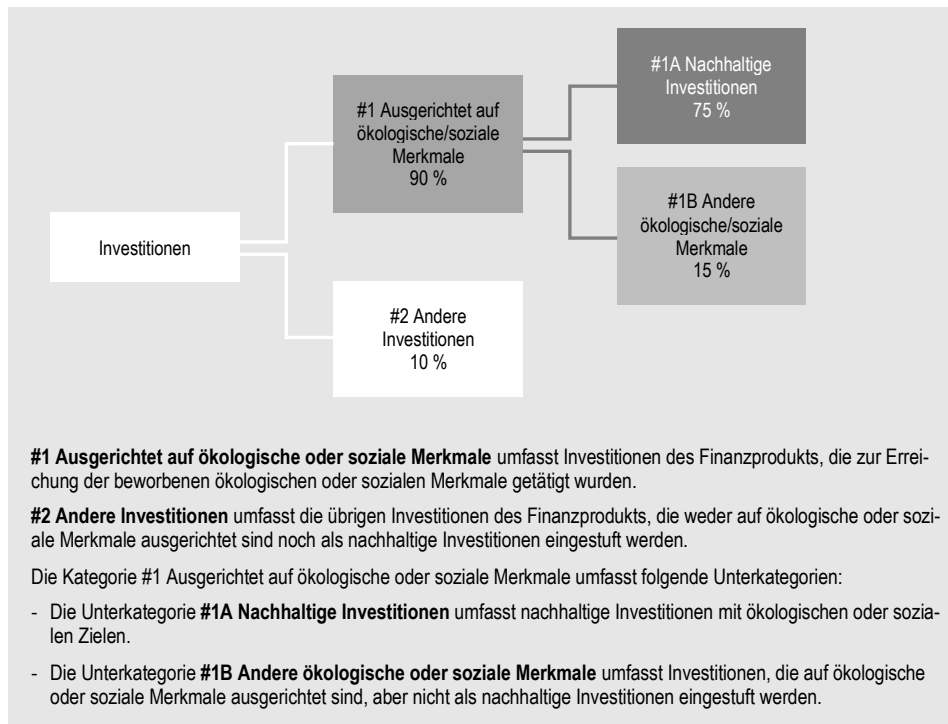 #1A Nachhaltige
Investitionen
75 %
#1 Ausgerichtet auf
ökologische/soziale
Merkmale
90 %
#1B Andere
ökologische/soziale
Merkmale
15 %
Investitionen
#2 Andere
Investitionen
10 %
#1 Ausgerichtet auf ökologische oder soziale Merkmale umfasst Investitionen des Finanzprodukts, die zur Errei-
chung der beworbenen ökologischen oder sozialen Merkmale getätigt wurden.
#2 Andere Investitionen umfasst die übrigen Investitionen des Finanzprodukts, die weder auf ökologische oder sozi-
ale Merkmale ausgerichtet sind noch als nachhaltige Investitionen eingestuft werden.
Die Kategorie #1 Ausgerichtet auf ökologische oder soziale Merkmale umfasst folgende Unterkategorien:
- Die Unterkategorie #1A Nachhaltige Investitionen umfasst nachhaltige Investitionen mit ökologischen oder sozia-
len Zielen.
- Die Unterkategorie #1B Andere ökologische oder soziale Merkmale umfasst Investitionen, die auf ökologische
oder soziale Merkmale ausgerichtet sind, aber nicht als nachhaltige Investitionen eingestuft werden.